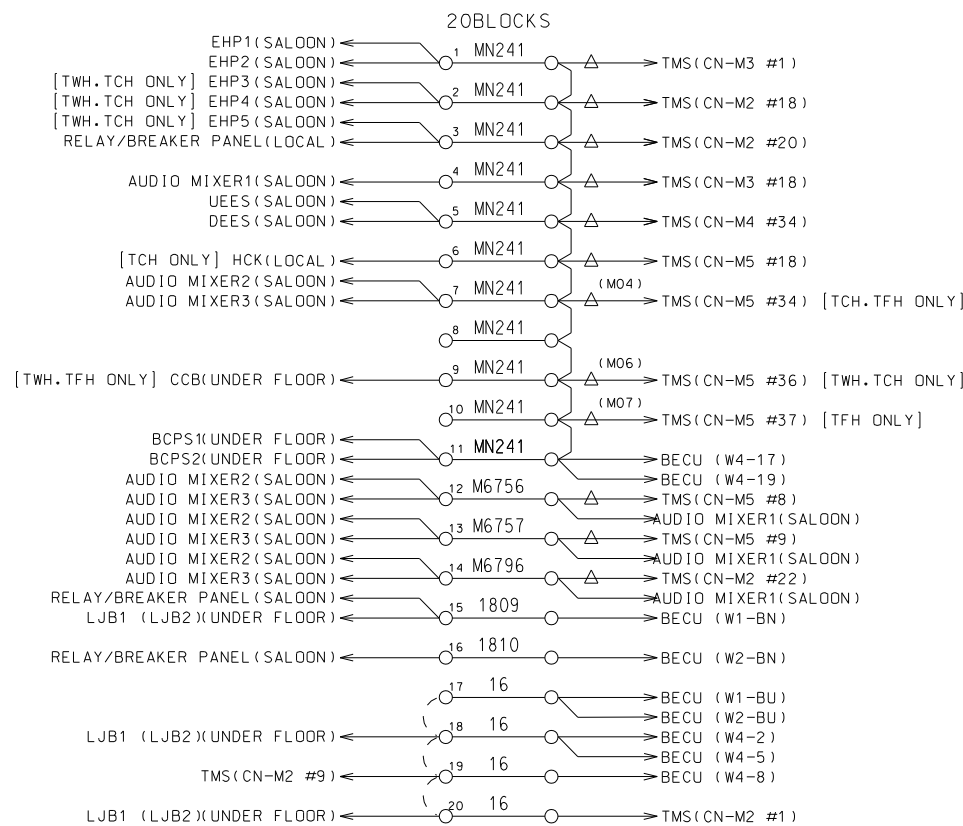 20BLOCKS
EHP1(SALOON)
EHP2(SALOON) 1 MN241 TMS(CN-M3 #1)
[TWH.TCH ONLY] EHP3(SALOON)
[TWH.TCH ONLY] EHP4(SALOON) 2 MN241 TMS(CN-M2 #18)
[TWH.TCH ONLY] EHP5(SALOON)
RELAY/BREAKER PANEL(LOCAL) 3 MN241 TMS(CN-M2 #20)
AUDIO MIXER1(SALOON) 4 MN241 TMS(CN-M3 #18)
UEES(SALOON)
DEES(SALOON) 5 MN241 TMS(CN-M4 #34)
[TCH ONLY] HCK(LOCAL) 6 MN241 TMS(CN-M5 #18)
AUDIO MIXER2(SALOON)
AUDIO MIXER3(SALOON) 7 MN241 (M04) TMS(CN-M5 #34) [TCH.TFH ONLY]
8 MN241
[TWH.TFH ONLY] CCB(UNDER FLOOR) 9 MN241 (M06) TMS(CN-M5 #36) [TWH.TCH ONLY]
10 MN241 (M07) TMS(CN-M5 #37) [TFH ONLY]
BCPS1(UNDER FLOOR)
BCPS2(UNDER FLOOR) 11 MN241 BECU (W4-17)
BECU (W4-19)
AUDIO MIXER2(SALOON)
AUDIO MIXER3(SALOON) 12 M6756 TMS(CN-M5 #8)
AUDIO MIXER1(SALOON)
AUDIO MIXER2(SALOON)
AUDIO MIXER3(SALOON) 13 M6757 TMS(CN-M5 #9)
AUDIO MIXER1(SALOON)
AUDIO MIXER2(SALOON)
AUDIO MIXER3(SALOON) 14 M6796 TMS(CN-M2 #22)
AUDIO MIXER1(SALOON)
RELAY/BREAKER PANEL(SALOON)
LJB1 (LJB2)(UNDER FLOOR) 15 1809 BECU (W1-BN)
RELAY/BREAKER PANEL(SALOON) 16 1810 BECU (W2-BN)
17 16 BECU (W1-BU)
BECU (W2-BU)
LJB1 (LJB2)(UNDER FLOOR) 18 16 BECU (W4-2)
BECU (W4-5)
TMS(CN-M2 #9) 19 16 BECU (W4-8)
LJB1 (LJB2)(UNDER FLOOR) 20 16 TMS(CN-M2 #1)